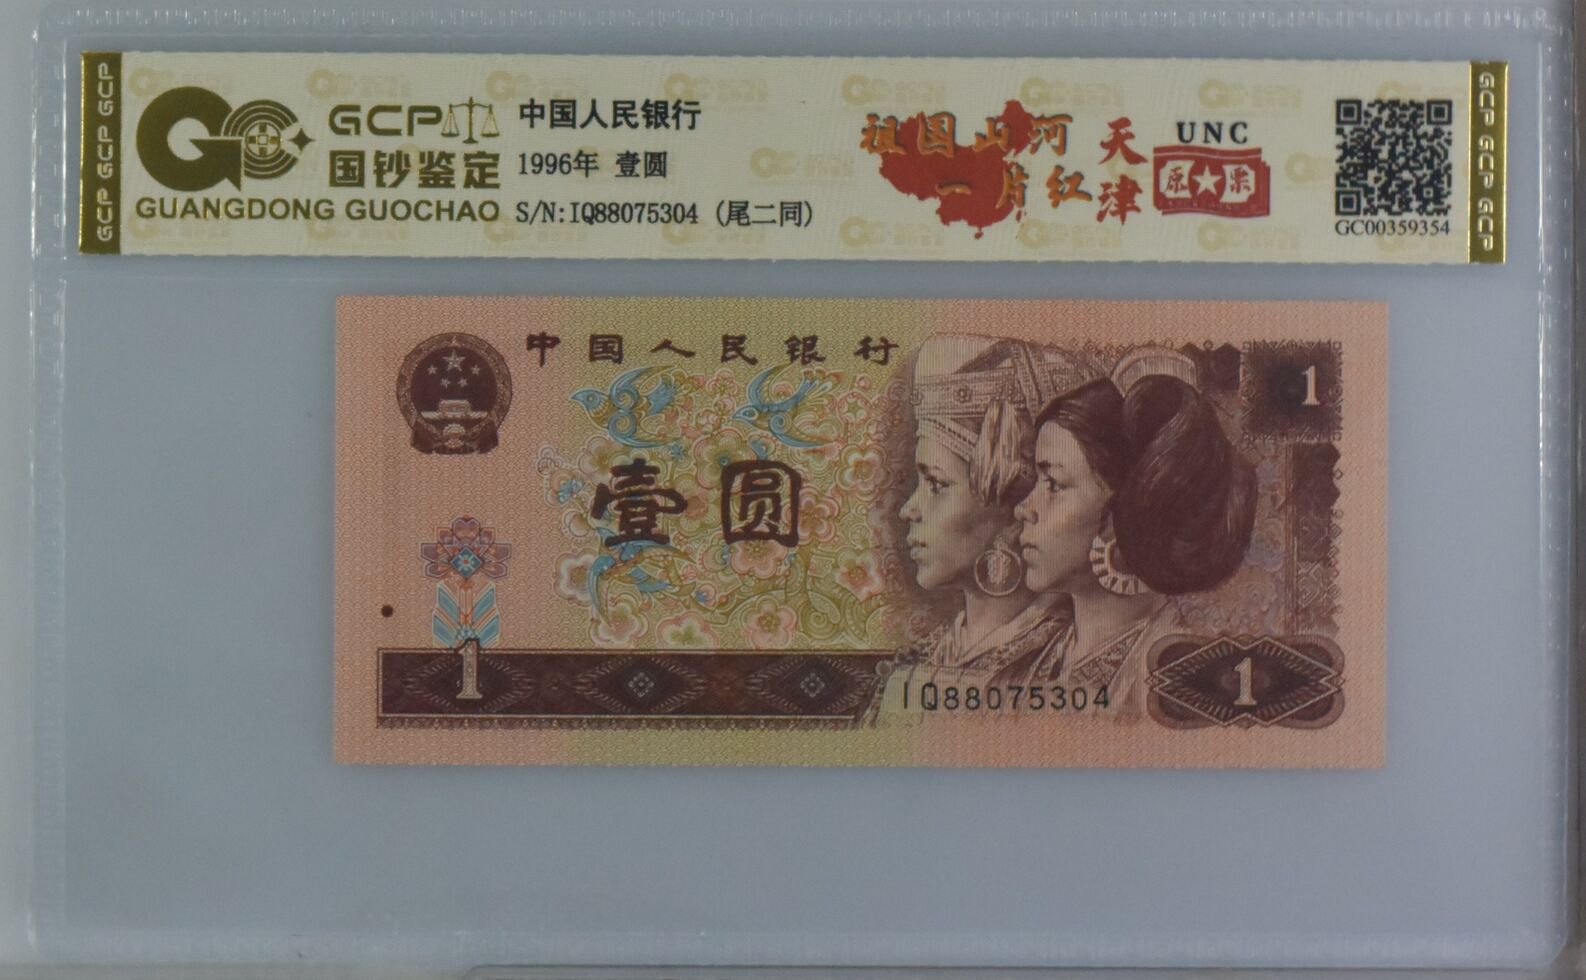 GCP GCP GCP
GCP
国钞鉴定
GUANGDONG GUOCHAO
中国人民银行
1996年 壹圆
S/N:IQ88075304 (尾二同)
祖国山河
一片红
天津
UNC
原★票
GC00359354
GCP GCP GCP
中国人民银行
1
壹圆
1
IQ88075304
1